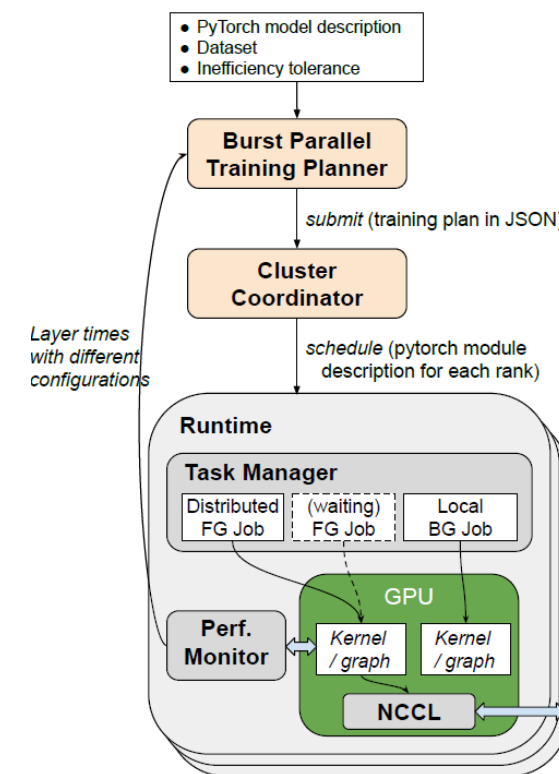 ● PyTorch model description
● Dataset
● Inefficiency tolerance
Burst Parallel
Training Planner
submit (training plan in JSON)
Cluster
Coordinator
Layer times
with different
configurations
schedule (pytorch module
description for each rank)
Runtime
Task Manager
Distributed
FG Job
(waiting)
FG Job
Local
BG Job
GPU
Perf.
Monitor
Kernel
/ graph
Kernel
/ graph
NCCL